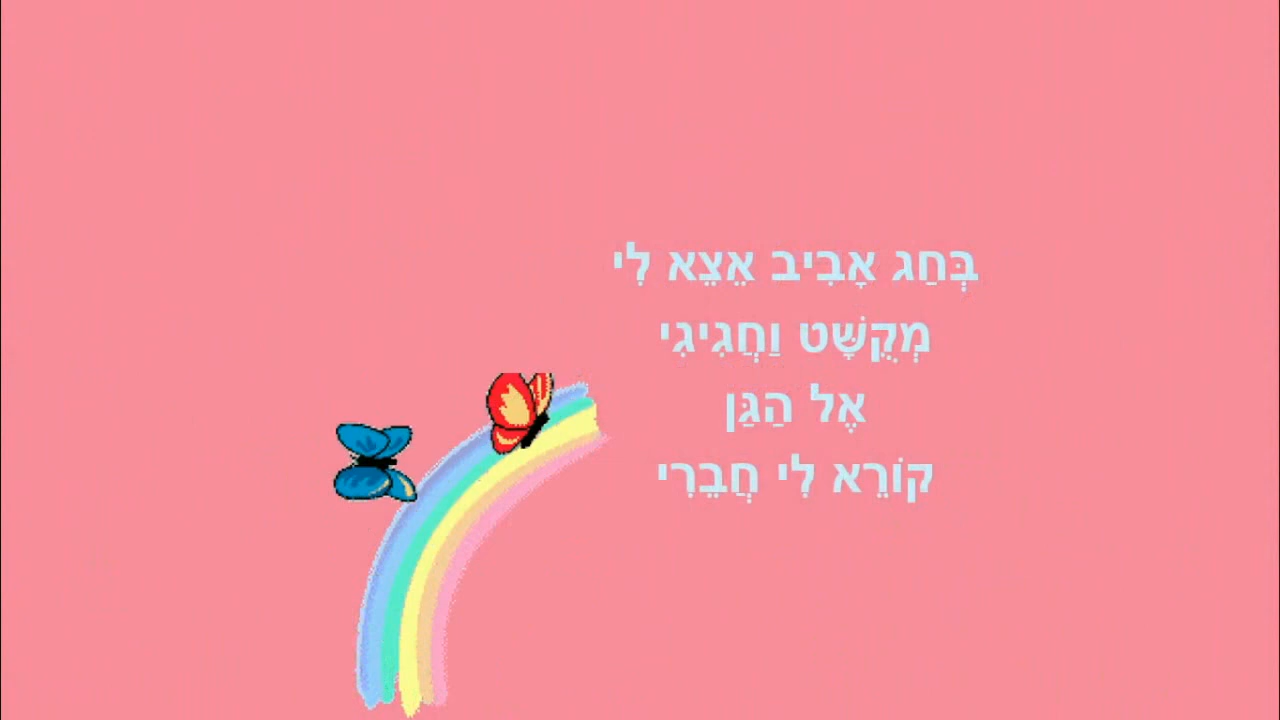 בְּחַג אָבִיב אֵצֵא לִי
מְקֻשָּׁט וַחֲגִיגִי
אֶל הַגַּן
קוֹרֵא לִי חֲבֵרִי